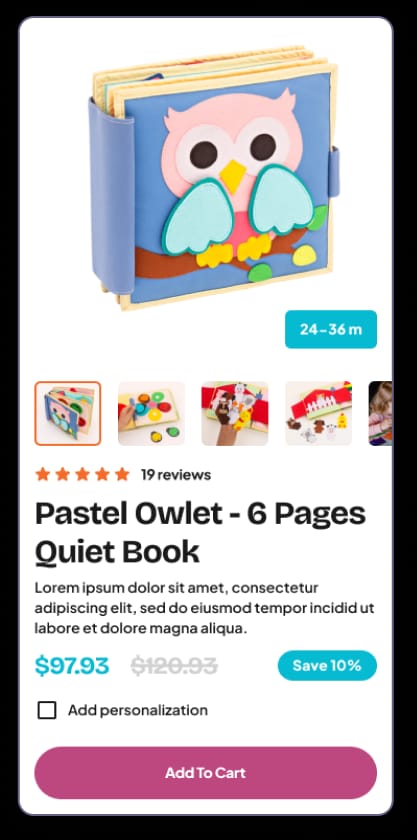 24–36 m
19 reviews
Pastel Owlet - 6 Pages
Quiet Book
Lorem ipsum dolor sit amet, consectetur
adipiscing elit, sed do eiusmod tempor incidid ut
labore et dolore magna aliqua.
$97.93 $120.93 Save 10%
Add personalization
Add To Cart